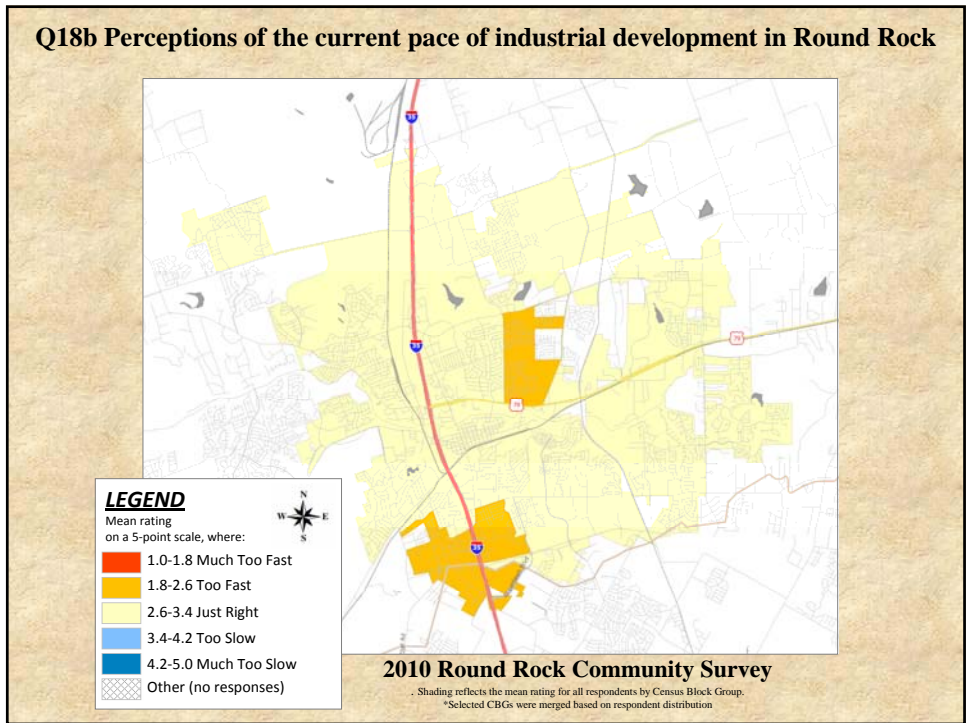 Q18b Perceptions of the current pace of industrial development in Round Rock
35
35
79
79
35
LEGEND
Mean rating
on a 5-point scale, where:
N
W E
S
1.0-1.8 Much Too Fast
1.8-2.6 Too Fast
2.6-3.4 Just Right
3.4-4.2 Too Slow
4.2-5.0 Much Too Slow
Other (no responses)
2010 Round Rock Community Survey
. Shading reflects the mean rating for all respondents by Census Block Group.
*Selected CBGs were merged based on respondent distribution